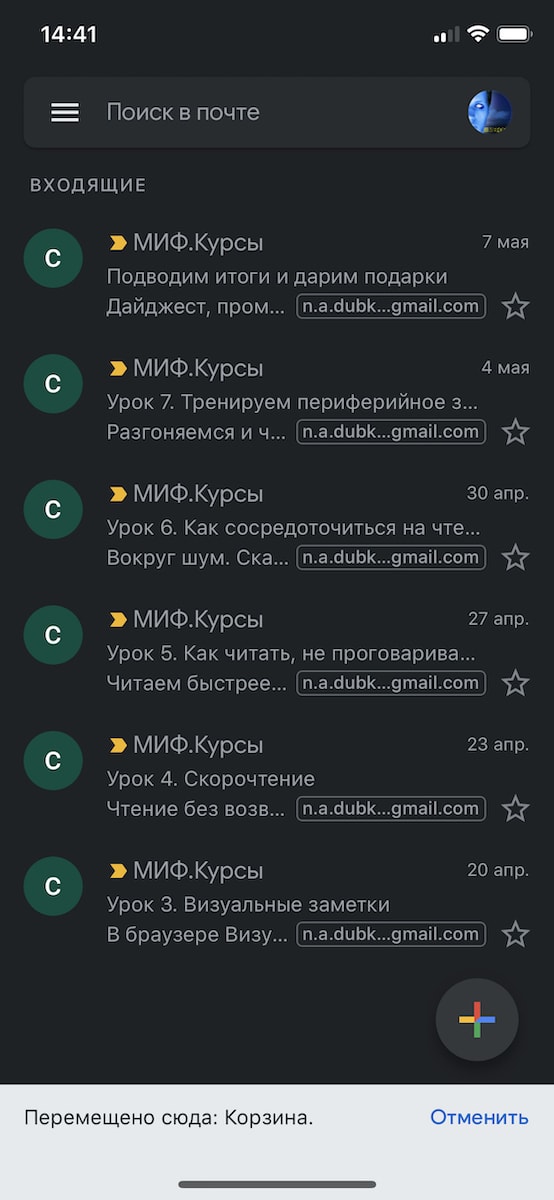 14:41
Поиск в почте
ВХОДЯЩИЕ
С МИФ.Курсы 7 мая
Подводим итоги и дарим подарки
Дайджест, пром... n.a.dubk...gmail.com
С МИФ.Курсы 4 мая
Урок 7. Тренируем периферийное з...
Разгоняемся и ч... n.a.dubk...gmail.com
С МИФ.Курсы 30 апр.
Урок 6. Как сосредоточиться на чте...
Вокруг шум. Ска... n.a.dubk...gmail.com
С МИФ.Курсы 27 апр.
Урок 5. Как читать, не проговарива...
Читаем быстрее... n.a.dubk...gmail.com
С МИФ.Курсы 23 апр.
Урок 4. Скорочтение
Чтение без возв... n.a.dubk...gmail.com
С МИФ.Курсы 20 апр.
Урок 3. Визуальные заметки
В браузере Визу... n.a.dubk...gmail.com
Перемещено сюда: Корзина. Отменить